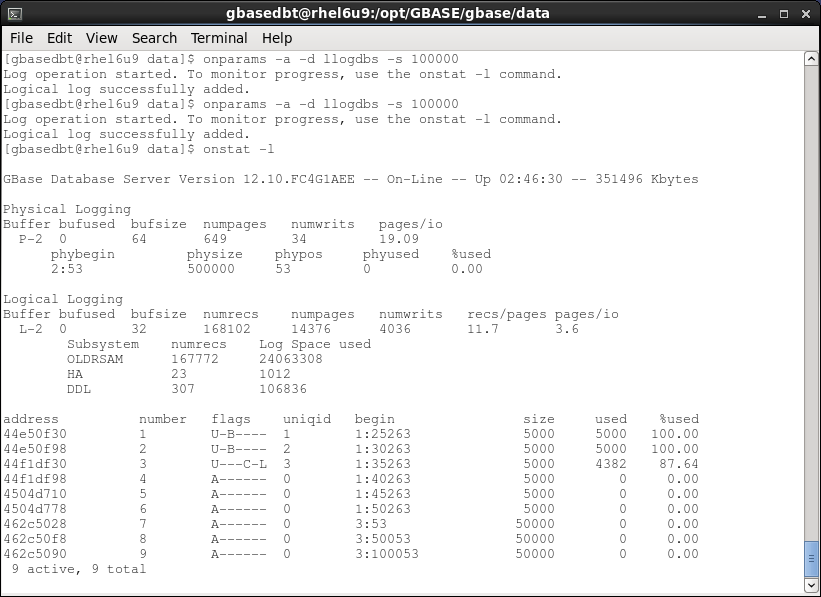 gbasedbt@rhel6u9:/opt/GBASE/gbase/data
File Edit View Search Terminal Help
[gbasedbt@rhel6u9 data]$ onparams -a -d llogdbs -s 100000
Log operation started. To monitor progress, use the onstat -l command.
Logical log successfully added.
[gbasedbt@rhel6u9 data]$ onparams -a -d llogdbs -s 100000
Log operation started. To monitor progress, use the onstat -l command.
Logical log successfully added.
[gbasedbt@rhel6u9 data]$ onstat -l
GBase Database Server Version 12.10.FC4G1AEE -- On-Line -- Up 02:46:30 -- 351496 Kbytes
Physical Logging
Buffer bufused bufsize numpages numwrits pages/io
P-2 0 64 649 34 19.09
phybegin physize phypos phyused %used
2:53 500000 53 0 0.00
Logical Logging
Buffer bufused bufsize numrecs numpages numwrits recs/pages pages/io
L-2 0 32 168102 14376 4036 11.7 3.6
Subsystem numrecs Log Space used
OLDRSAM 167772 24063308
HA 23 1012
DDL 307 106836
address number flags uniqid begin size used %used
44e50f30 1 U-B---- 1 1:25263 5000 5000 100.00
44e50f98 2 U-B---- 2 1:30263 5000 5000 100.00
44f1df30 3 U---C-L 3 1:35263 5000 4382 87.64
44f1df98 4 A------ 0 1:40263 5000 0 0.00
4504d710 5 A------ 0 1:45263 5000 0 0.00
4504d778 6 A------ 0 1:50263 5000 0 0.00
462c5028 7 A------ 0 3:53 50000 0 0.00
462c50f8 8 A------ 0 3:50053 50000 0 0.00
462c5090 9 A------ 0 3:100053 50000 0 0.00
9 active, 9 total